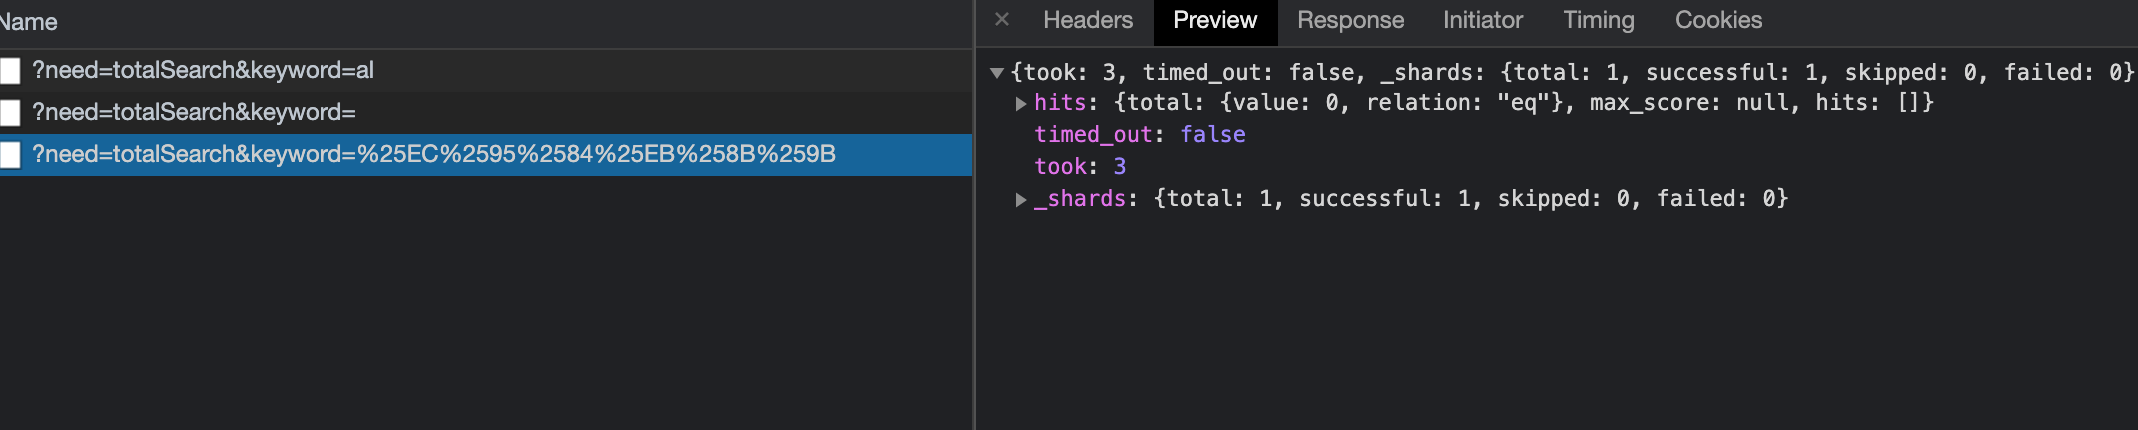 Name
?need=totalSearch&keyword=al
?need=totalSearch&keyword=
?need=totalSearch&keyword=%25EC%2595%2584%25EB%258B%259B
× Headers Preview Response Initiator Timing Cookies
▼{took: 3, timed_out: false, _shards: {total: 1, successful: 1, skipped: 0, failed: 0}
▶hits: {total: {value: 0, relation: "eq"}, max_score: null, hits: []}
timed_out: false
took: 3
▶_shards: {total: 1, successful: 1, skipped: 0, failed: 0}